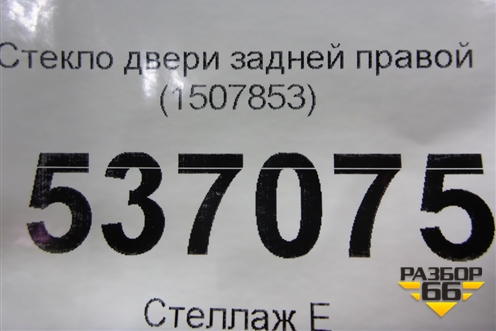 Стекло двери задней правой
(1507853)
537075
Стеллаж Е
РАЗБОР
66